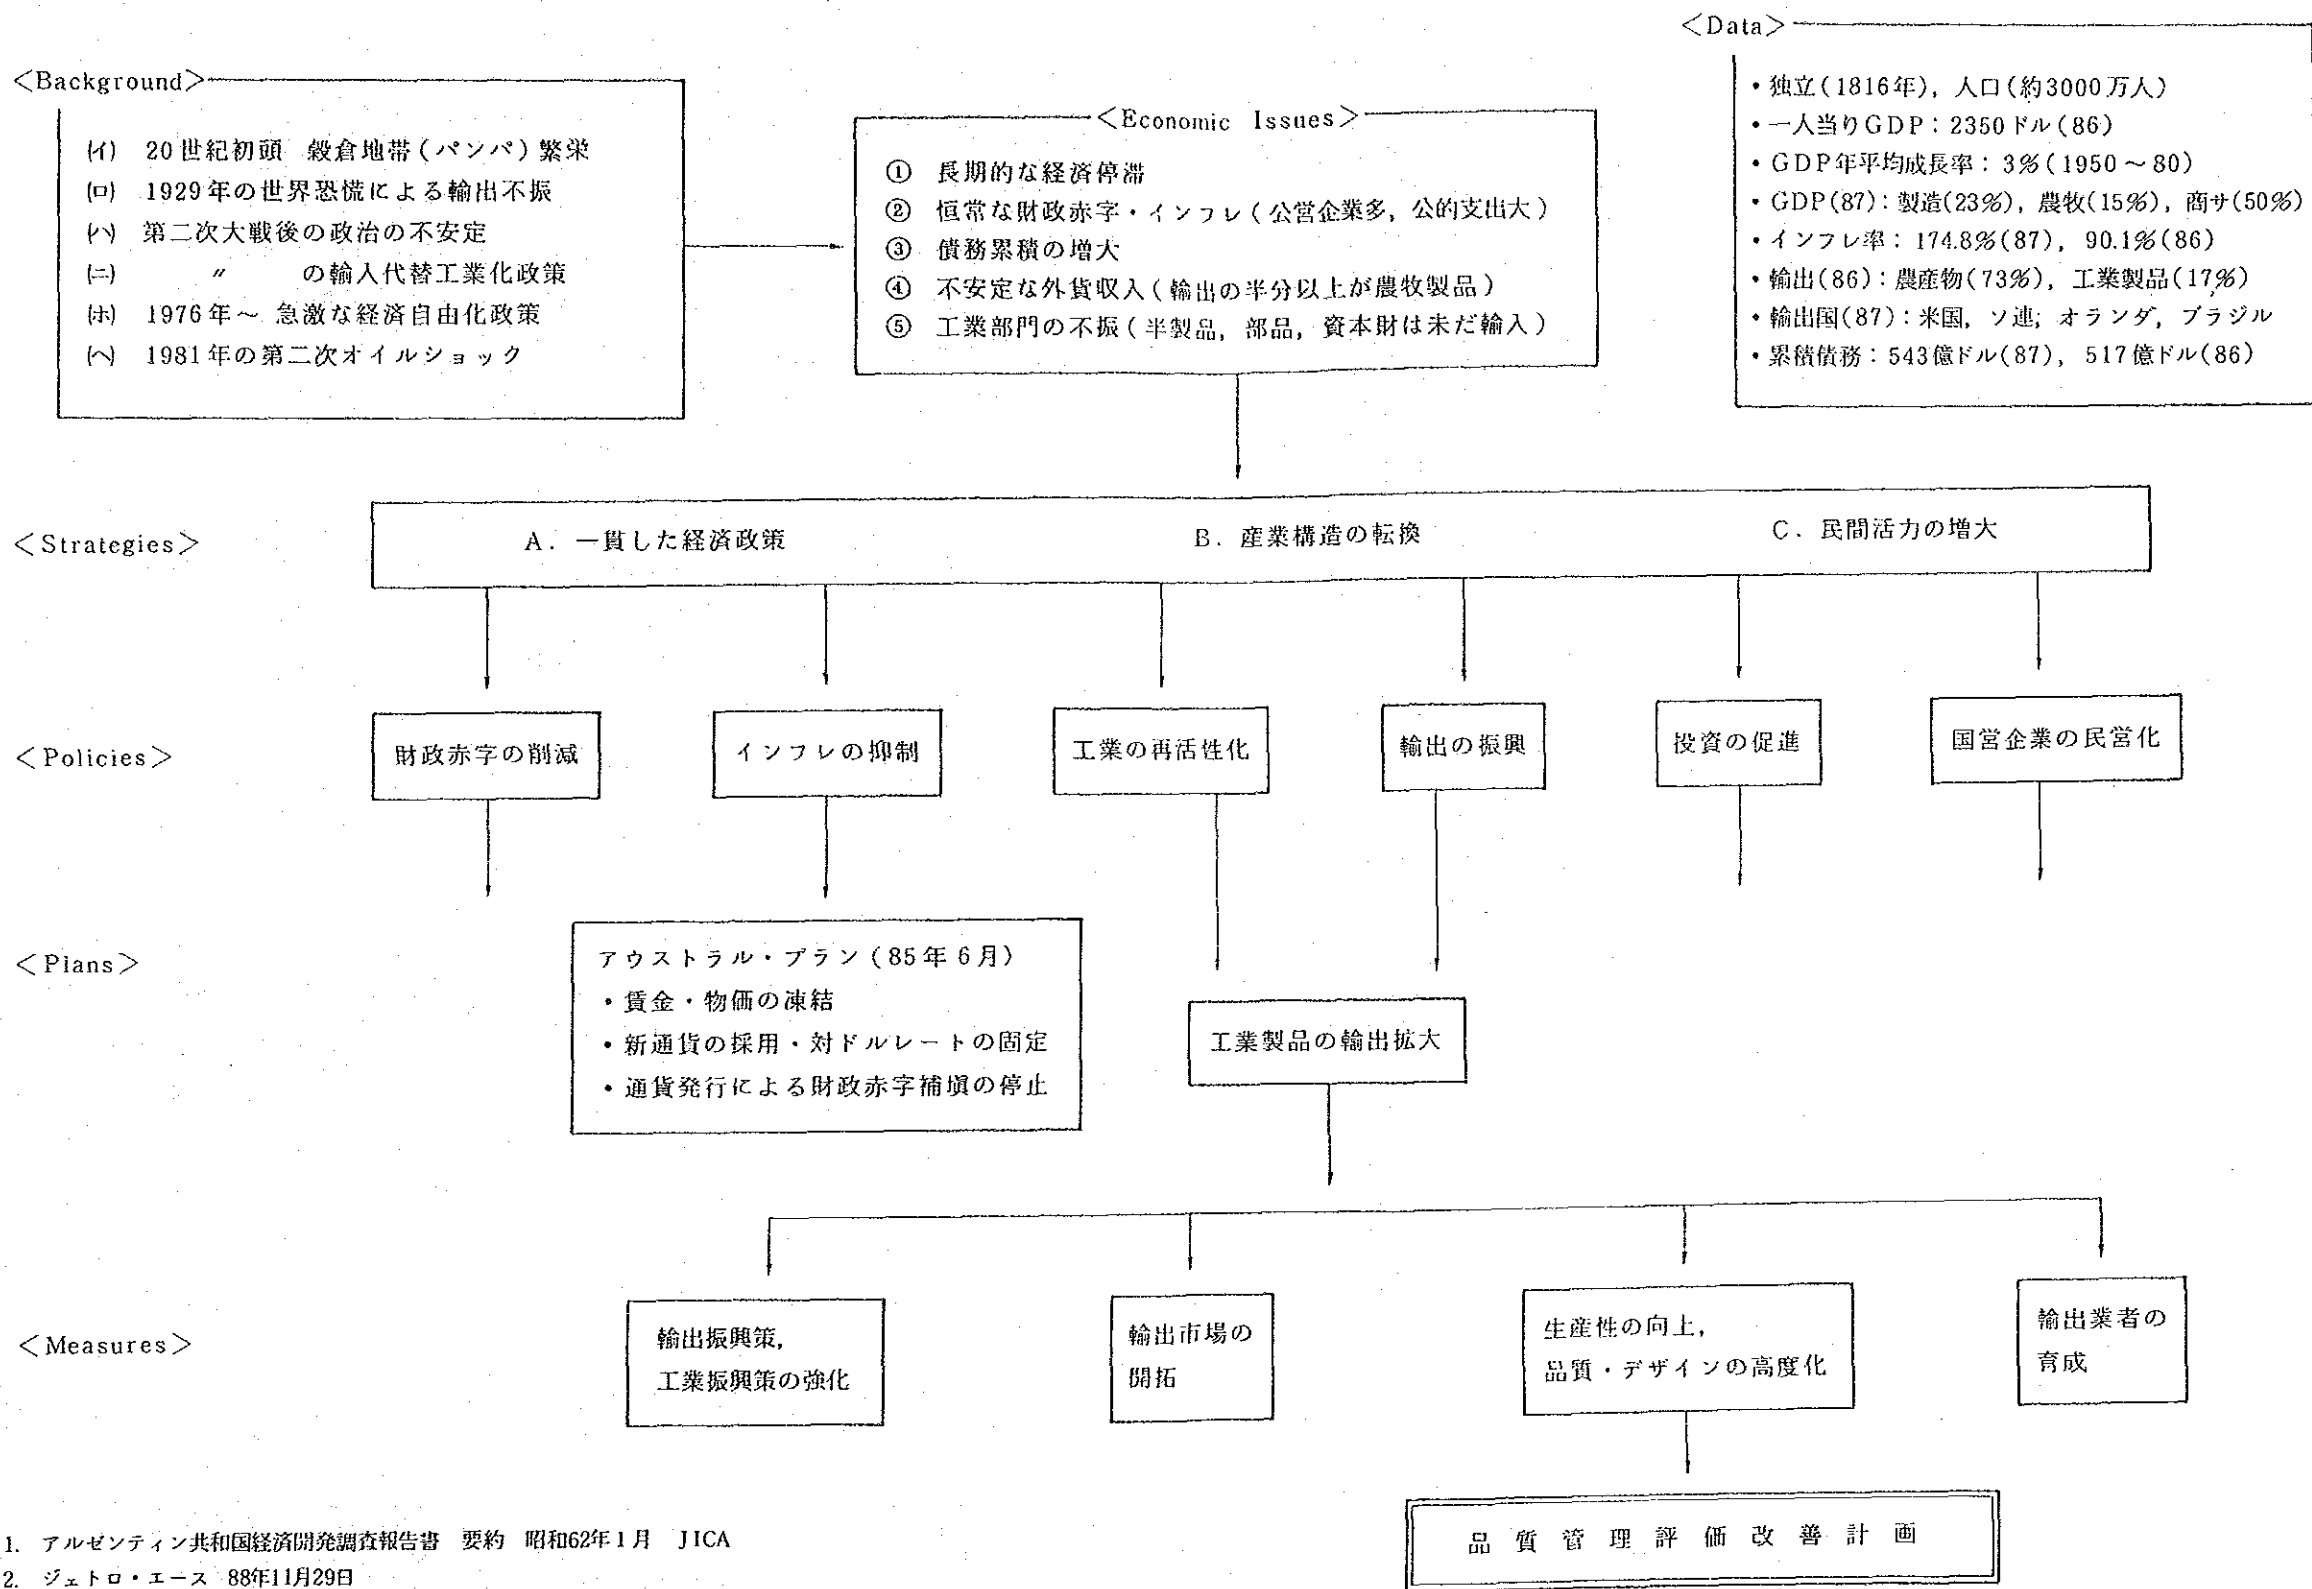 <Background>
(イ) 20世紀初頭 穀倉地帯(パンパ)繁栄
(ロ) 1929年の世界恐慌による輸出不振
(ハ) 第二次大戦後の政治の不安定
(ニ) 〃 の輸入代替工業化政策
(ホ) 1976年～ 急激な経済自由化政策
(ヘ) 1981年の第二次オイルショック
<Economic Issues>
① 長期的な経済停滞
② 恒常な財政赤字・インフレ(公営企業多，公的支出大)
③ 債務累積の増大
④ 不安定な外貨収入(輸出の半分以上が農牧製品)
⑤ 工業部門の不振(半製品，部品，資本財は未だ輸入)
<Data>
・独立(1816年)，人口(約3000万人)
・一人当りGDP：2350ドル(86)
・GDP年平均成長率：3%(1950～80)
・GDP(87)：製造(23%)，農牧(15%)，商サ(50%)
・インフレ率：174.8%(87)，90.1%(86)
・輸出(86)：農産物(73%)，工業製品(17%)
・輸出国(87)：米国，ソ連，オランダ，ブラジル
・累積債務：543億ドル(87)，517億ドル(86)
<Strategies>
A．一貫した経済政策
B．産業構造の転換
C．民間活力の増大
<Policies>
財政赤字の削減
インフレの抑制
工業の再活性化
輸出の振興
投資の促進
国営企業の民営化
<Plans>
アウストラル・プラン(85年6月)
・賃金・物価の凍結
・新通貨の採用・対ドルレートの固定
・通貨発行による財政赤字補塡の停止
工業製品の輸出拡大
<Measures>
輸出振興策，
工業振興策の強化
輸出市場の
開拓
生産性の向上，
品質・デザインの高度化
輸出業者の
育成
品質管理評価改善計画
1. アルゼンティン共和国経済開発調査報告書 要約 昭和62年1月 JICA
2. ジェトロ・エース 88年11月29日